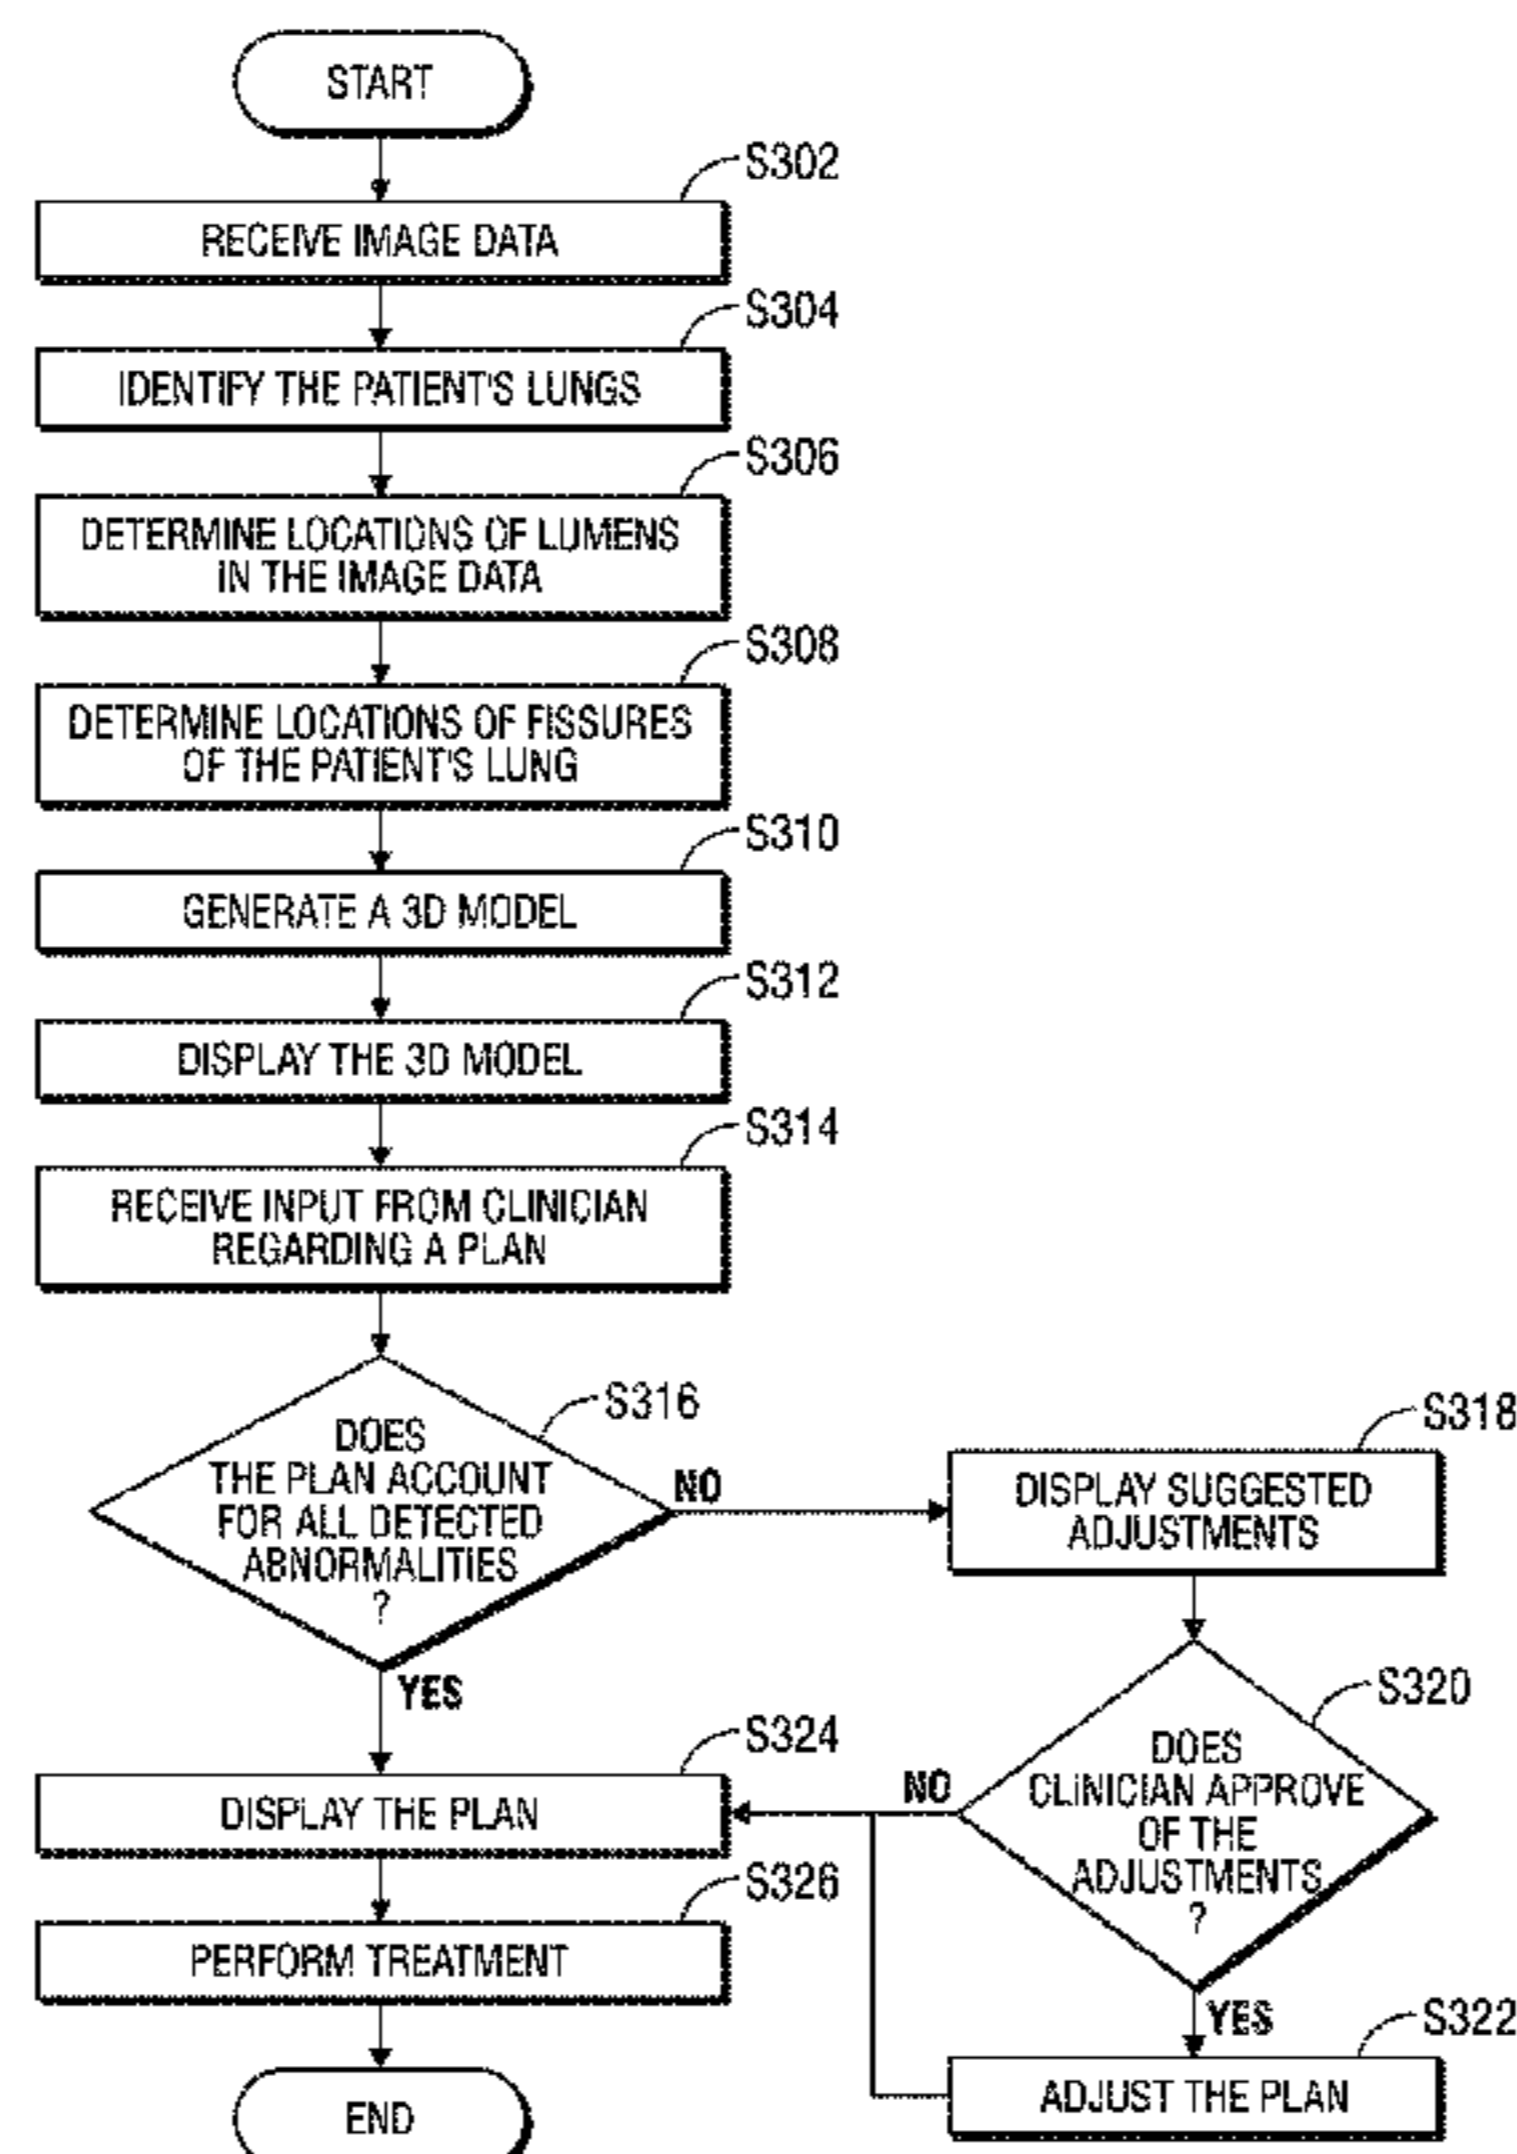 START
S302
RECEIVE IMAGE DATA
S304
IDENTIFY THE PATIENT'S LUNGS
S306
DETERMINE LOCATIONS OF LUMENS
IN THE IMAGE DATA
S308
DETERMINE LOCATIONS OF FISSURES
OF THE PATIENT'S LUNG
S310
GENERATE A 3D MODEL
S312
DISPLAY THE 3D MODEL
S314
RECEIVE INPUT FROM CLINICIAN
REGARDING A PLAN
S316
DOES
THE PLAN ACCOUNT
FOR ALL DETECTED
ABNORMALITIES
?
NO
YES
S318
DISPLAY SUGGESTED
ADJUSTMENTS
S320
DOES
CLINICIAN APPROVE
OF THE
ADJUSTMENTS
?
NO
YES
S322
ADJUST THE PLAN
S324
DISPLAY THE PLAN
S326
PERFORM TREATMENT
END